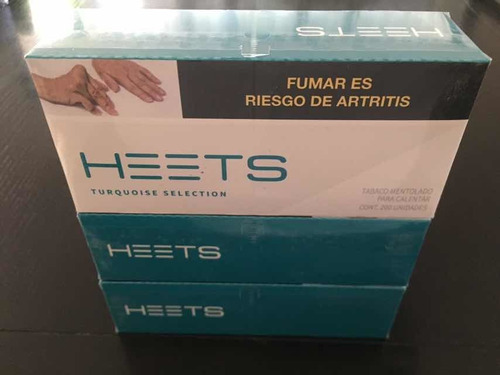 HEETS
FUMAR ES
RIESGO DE ARTRITIS
HEETS
TURQUOISE SELECTION
TABACO MENTOLADO
PARA CALENTAR
CONT. 200 UNIDADES
HEETS
HEETS